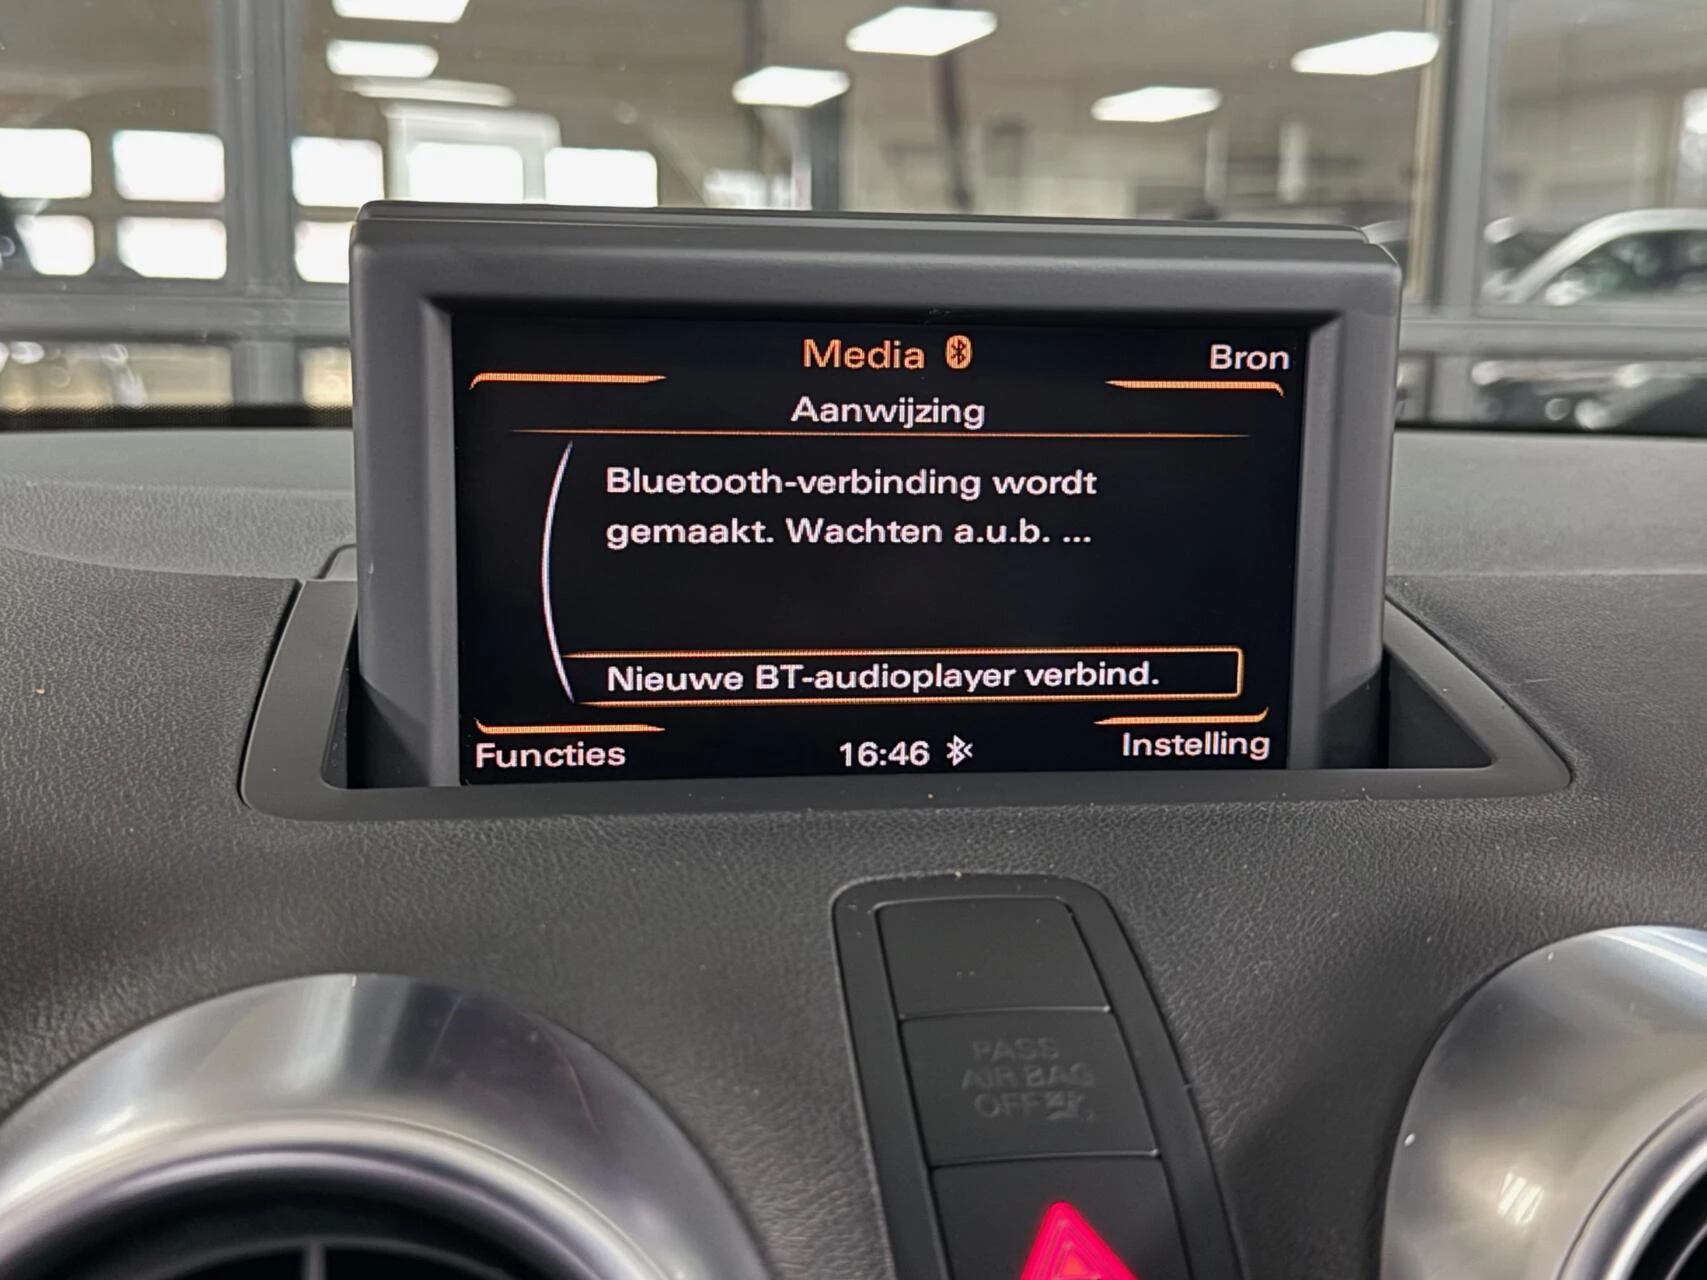 Media
Bron
Aanwijzing
Bluetooth-verbinding wordt
gemaakt. Wachten a.u.b. ...
Nieuwe BT-audioplayer verbind.
Functies
16:46
Instelling
PASS
AIR BAG
OFF